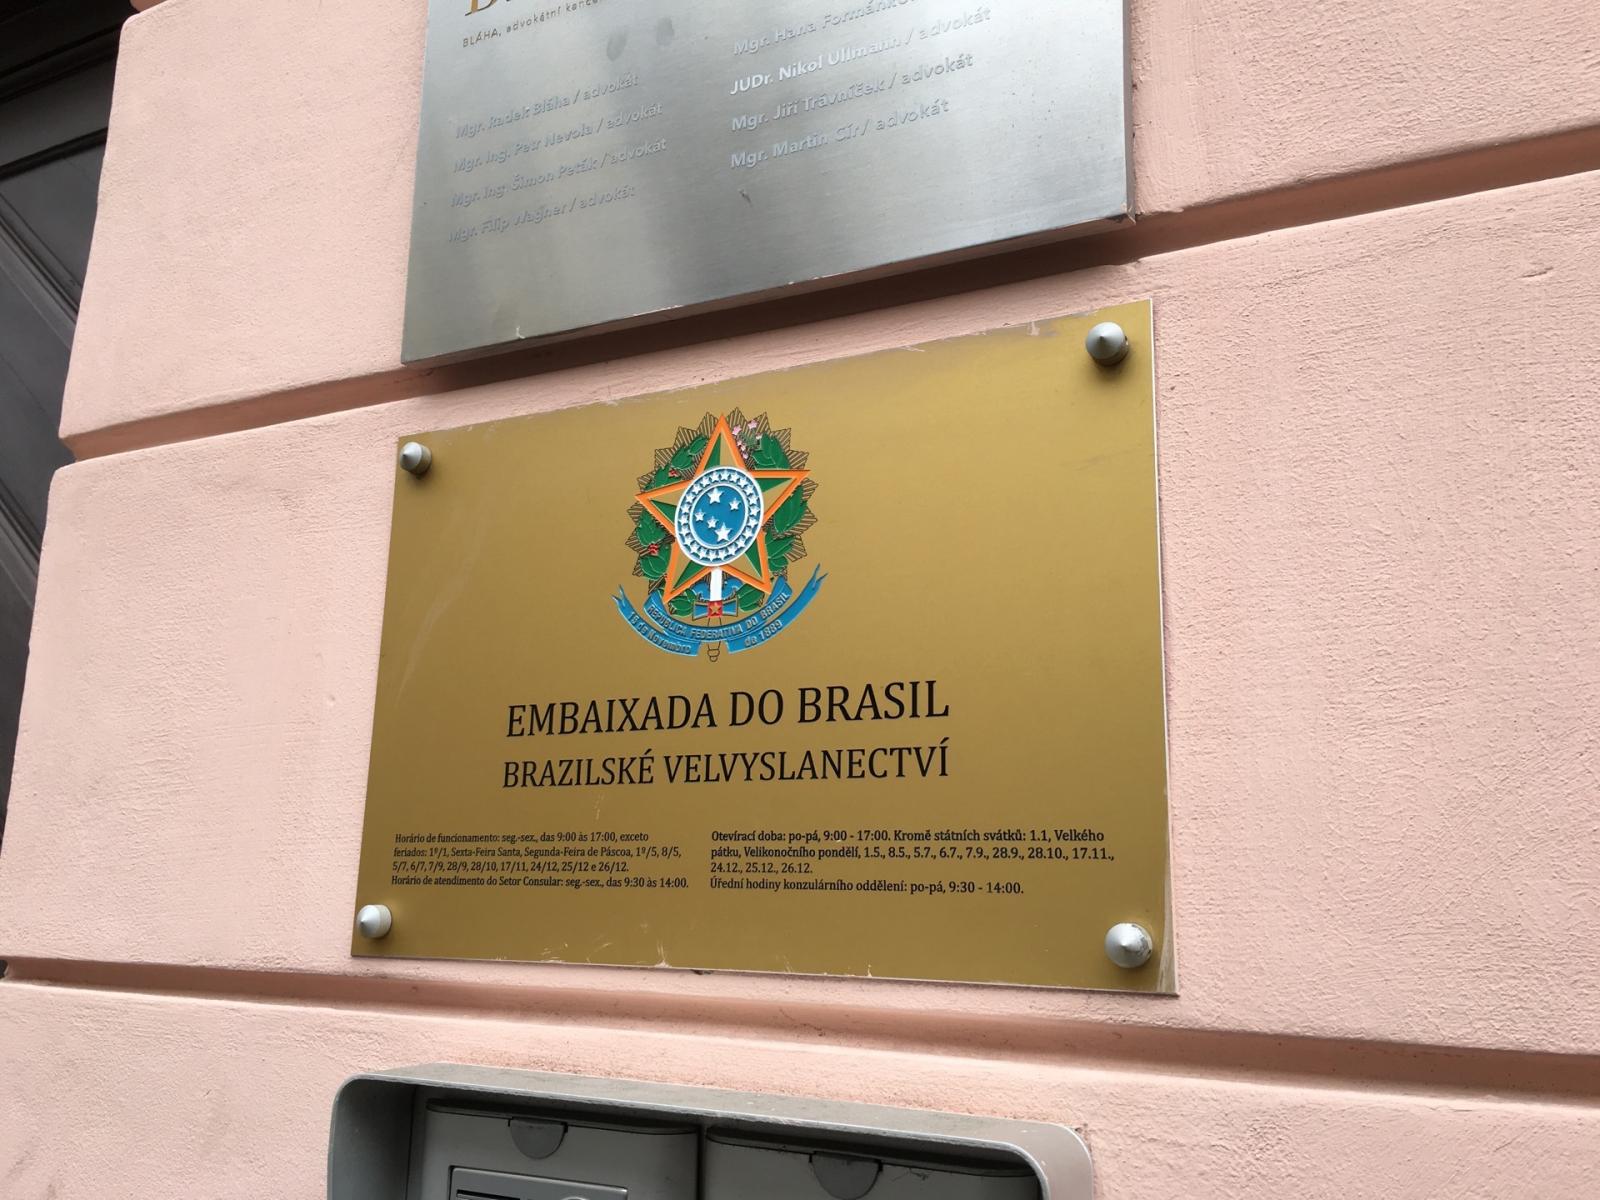 BLÁHA, advokátní
Mgr. Radek Bláha / advokát
Mgr. Ing. Petr Nevola / advokát
Mgr. Ing. Šimon Peták / advokát
Mgr. Filip Wagner / advokát
Mgr. Hana
JUDr. Nikol Ullmann / advokát
Mgr. Jiří Trávníček / advokát
Mgr. Martin Cír / advokát
REPUBLICA FEDERATIVA DO BRASIL
15 de Novembro de 1889
EMBAIXADA DO BRASIL
BRAZILSKÉ VELVYSLANECTVÍ
Horário de funcionamento: seg.-sex., das 9:00 às 17:00, exceto
feriados: 1º/1, Sexta-Feira Santa, Segunda-Feira de Páscoa, 1º/5, 8/5,
5/7, 6/7, 7/9, 28/9, 28/10, 17/11, 24/12, 25/12 e 26/12.
Horário de atendimento do Setor Consular: seg.-sex., das 9:30 às 14:00.
Otevírací doba: po-pá, 9:00 - 17:00. Kromě státních svátků: 1.1, Velkého
pátku, Velikonočního pondělí, 1.5., 8.5., 5.7., 6.7., 7.9., 28.9., 28.10., 17.11.,
24.12., 25.12., 26.12.
Úřední hodiny konzulárního oddělení: po-pá, 9:30 - 14:00.